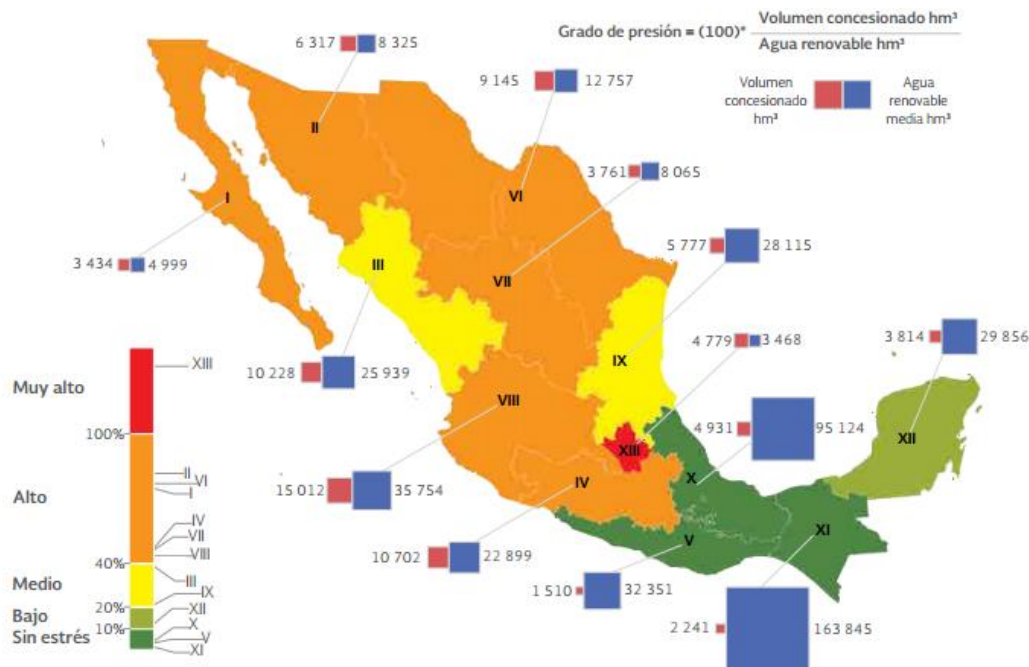 Grado de presión = (100)* Volumen concesionado hm³
Agua renovable hm³
Volumen concesionado hm³
Agua renovable media hm³
6 317 8 325
9 145 12 757
II
3 761 8 065
VI
I
5 777 28 115
3 434 4 999
III
VII
4 779 3 468
3 814 29 856
IX
10 228 25 939
VIII
4 931 95 124
XII
XIII
15 012 35 754
IV
X
XI
V
10 702 22 899
1 510 32 351
2 241 163 845
Muy alto
XIII
100%
Alto
II
VI
I
IV
VII
VIII
40%
Medio
III
IX
20%
Bajo
XII
10%
X
Sin estrés
V
XI